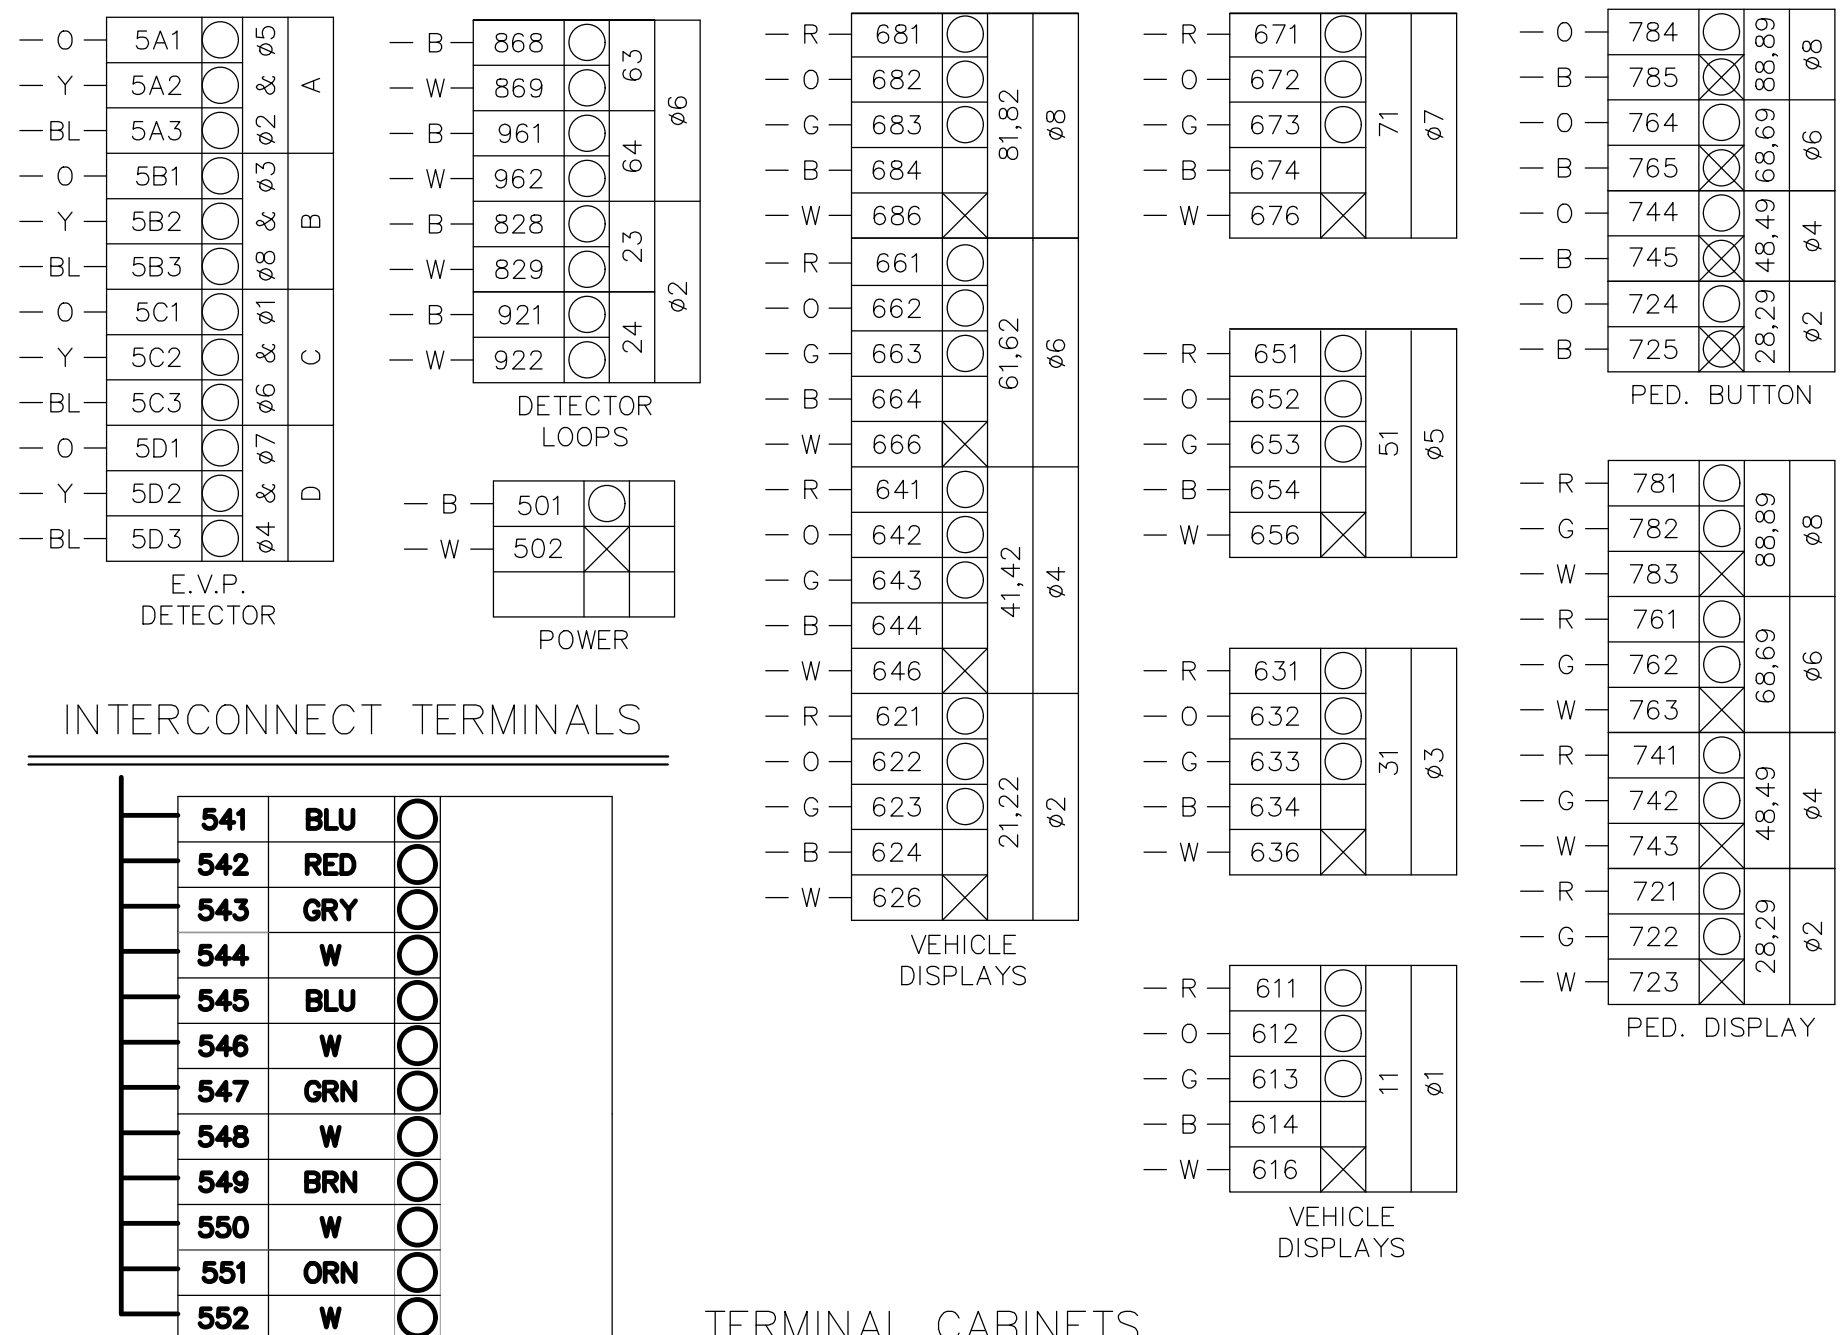 O 5A1
Y 5A2
BL 5A3
ø2 & ø5
A
O 5B1
Y 5B2
BL 5B3
ø8 & ø3
B
O 5C1
Y 5C2
BL 5C3
ø6 & ø1
C
O 5D1
Y 5D2
BL 5D3
ø4 & ø7
D
E.V.P.
DETECTOR
B 868
W 869
63
B 961
W 962
64
ø6
B 828
W 829
23
B 921
W 922
24
ø2
DETECTOR
LOOPS
B 501
W 502
POWER
INTERCONNECT TERMINALS
541 BLU
542 RED
543 GRY
544 W
545 BLU
546 W
547 GRN
548 W
549 BRN
550 W
551 ORN
552 W
R 681
O 682
G 683
B 684
W 686
81,82
ø8
R 661
O 662
G 663
B 664
W 666
61,62
ø6
R 641
O 642
G 643
B 644
W 646
41,42
ø4
R 621
O 622
G 623
B 624
W 626
21,22
ø2
VEHICLE
DISPLAYS
R 671
O 672
G 673
B 674
W 676
71
ø7
R 651
O 652
G 653
B 654
W 656
51
ø5
R 631
O 632
G 633
B 634
W 636
31
ø3
R 611
O 612
G 613
B 614
W 616
11
ø1
VEHICLE
DISPLAYS
O 784
B 785
88,89
ø8
O 764
B 765
68,69
ø6
O 744
B 745
48,49
ø4
O 724
B 725
28,29
ø2
PED. BUTTON
R 781
G 782
W 783
88,89
ø8
R 761
G 762
W 763
68,69
ø6
R 741
G 742
W 743
48,49
ø4
R 721
G 722
W 723
28,29
ø2
PED. DISPLAY
TERMINAL CABINETS